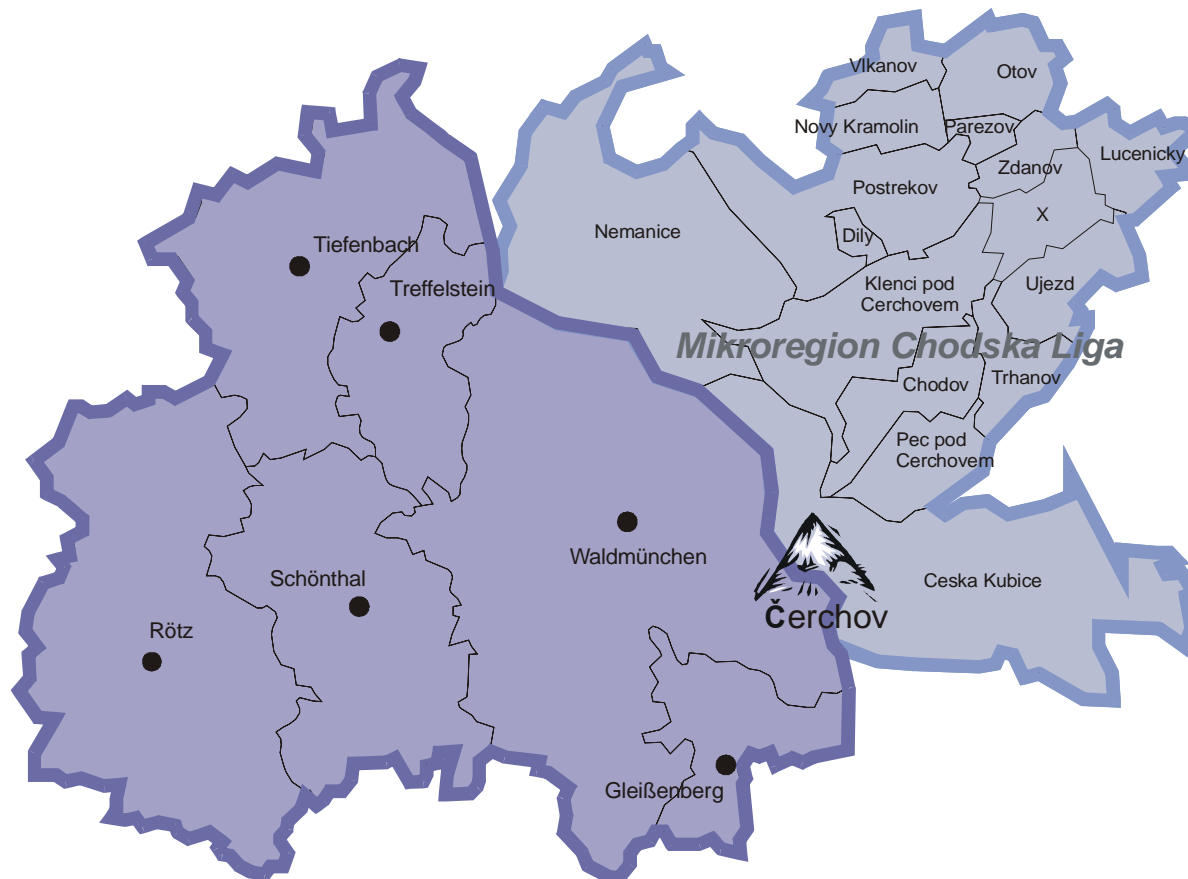 Vlkanov
Otov
Novy Kramolin
Parezov
Zdanov
Lucenicky
Postrekov
X
Nemanice
Dily
Tiefenbach
Klenci pod
Cerchovem
Ujezd
Treffelstein
Mikroregion Chodska Liga
Chodov
Trhanov
Pec pod
Cerchovem
Waldmünchen
Schönthal
Ceska Kubice
Čerchov
Rötz
Gleißenberg